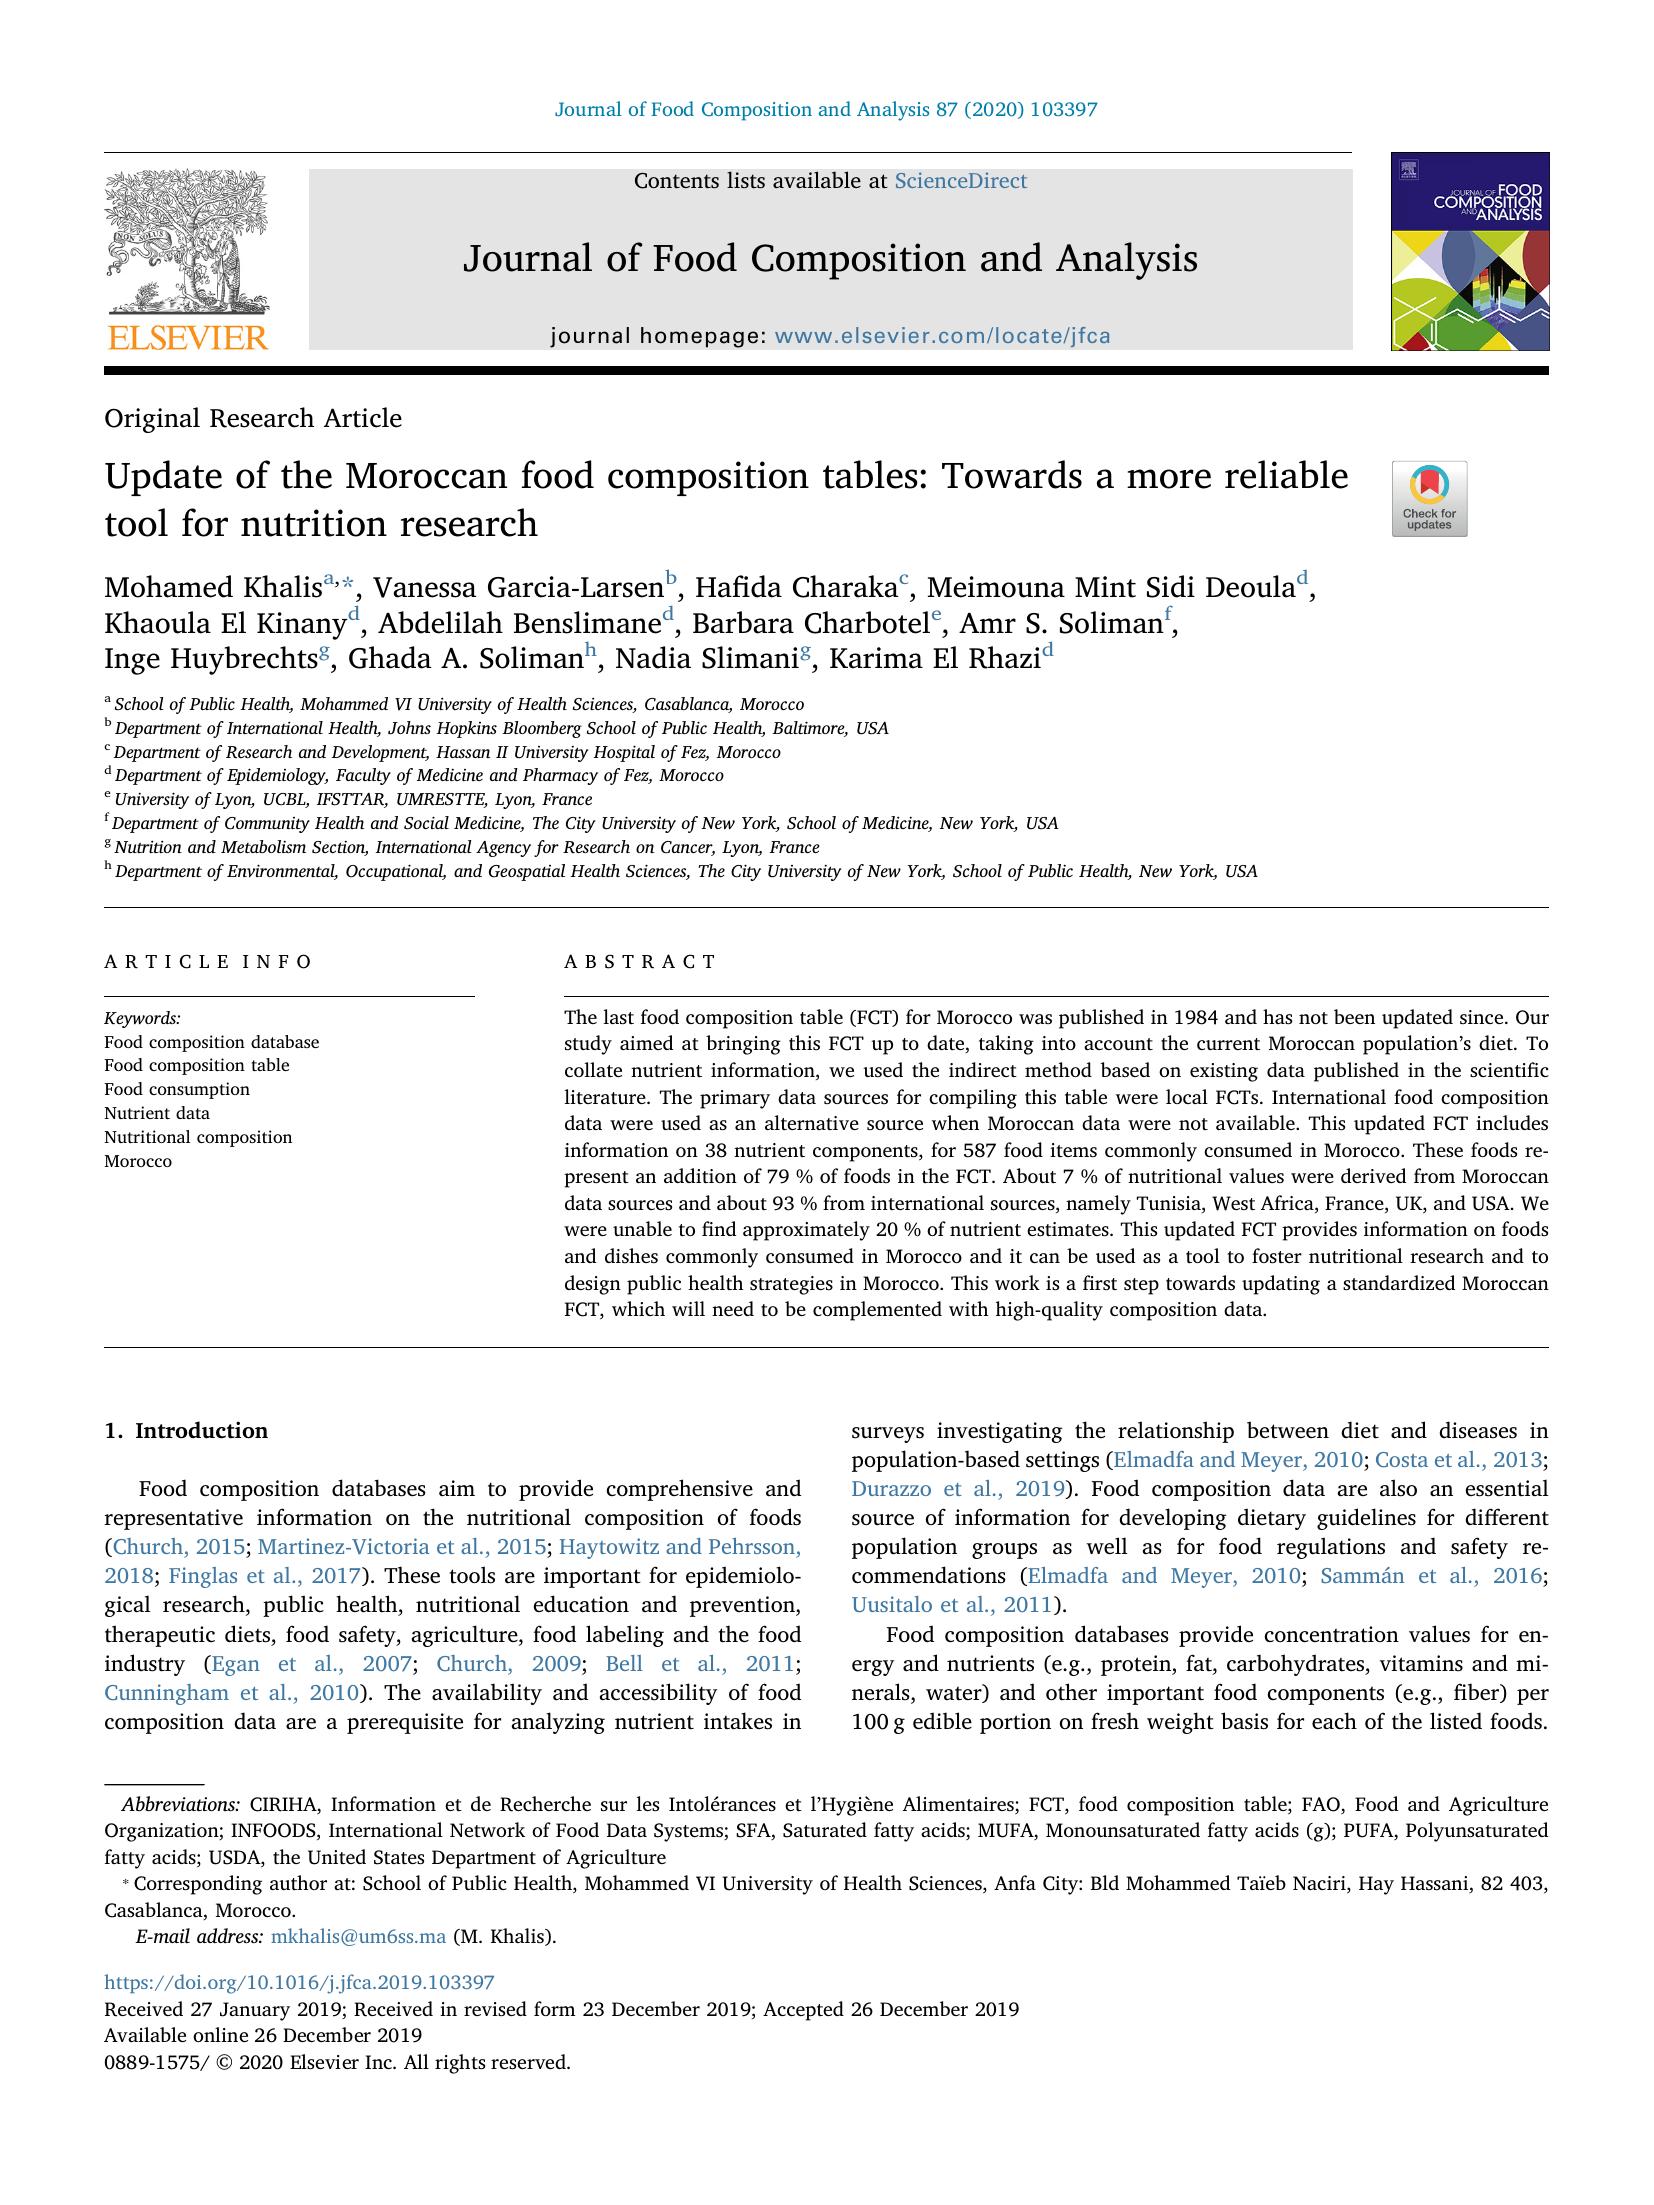 Journal of Food Composition and Analysis 87 (2020) 103397
Contents lists available at ScienceDirect
Journal of Food Composition and Analysis
journal homepage: www.elsevier.com/locate/jfca
NON SOLUS
ELSEVIER
JOURNAL OF FOOD
COMPOSITION
AND ANALYSIS
Original Research Article
Update of the Moroccan food composition tables: Towards a more reliable
tool for nutrition research
Check for
updates
Mohamed Khalisa,*, Vanessa Garcia-Larsenb, Hafida Charakac, Meimouna Mint Sidi Deoulad,
Khaoula El Kinanyd, Abdelilah Benslimaned, Barbara Charbotele, Amr S. Solimanf,
Inge Huybrechtsg, Ghada A. Solimanh, Nadia Slimanig, Karima El Rhazid
a School of Public Health, Mohammed VI University of Health Sciences, Casablanca, Morocco
b Department of International Health, Johns Hopkins Bloomberg School of Public Health, Baltimore, USA
c Department of Research and Development, Hassan II University Hospital of Fez, Morocco
d Department of Epidemiology, Faculty of Medicine and Pharmacy of Fez, Morocco
e University of Lyon, UCBL, IFSTTAR, UMRESTTE, Lyon, France
f Department of Community Health and Social Medicine, The City University of New York, School of Medicine, New York, USA
g Nutrition and Metabolism Section, International Agency for Research on Cancer, Lyon, France
h Department of Environmental, Occupational, and Geospatial Health Sciences, The City University of New York, School of Public Health, New York, USA
ARTICLE INFO
Keywords:
Food composition database
Food composition table
Food consumption
Nutrient data
Nutritional composition
Morocco
ABSTRACT
The last food composition table (FCT) for Morocco was published in 1984 and has not been updated since. Our
study aimed at bringing this FCT up to date, taking into account the current Moroccan population's diet. To
collate nutrient information, we used the indirect method based on existing data published in the scientific
literature. The primary data sources for compiling this table were local FCTs. International food composition
data were used as an alternative source when Moroccan data were not available. This updated FCT includes
information on 38 nutrient components, for 587 food items commonly consumed in Morocco. These foods re-
present an addition of 79 % of foods in the FCT. About 7 % of nutritional values were derived from Moroccan
data sources and about 93 % from international sources, namely Tunisia, West Africa, France, UK, and USA. We
were unable to find approximately 20 % of nutrient estimates. This updated FCT provides information on foods
and dishes commonly consumed in Morocco and it can be used as a tool to foster nutritional research and to
design public health strategies in Morocco. This work is a first step towards updating a standardized Moroccan
FCT, which will need to be complemented with high-quality composition data.
1. Introduction
Food composition databases aim to provide comprehensive and
representative information on the nutritional composition of foods
(Church, 2015; Martinez-Victoria et al., 2015; Haytowitz and Pehrsson,
2018; Finglas et al., 2017). These tools are important for epidemiolo-
gical research, public health, nutritional education and prevention,
therapeutic diets, food safety, agriculture, food labeling and the food
industry (Egan et al., 2007; Church, 2009; Bell et al., 2011;
Cunningham et al., 2010). The availability and accessibility of food
composition data are a prerequisite for analyzing nutrient intakes in
surveys investigating the relationship between diet and diseases in
population-based settings (Elmadfa and Meyer, 2010; Costa et al., 2013;
Durazzo et al., 2019). Food composition data are also an essential
source of information for developing dietary guidelines for different
population groups as well as for food regulations and safety re-
commendations (Elmadfa and Meyer, 2010; Sammán et al., 2016;
Uusitalo et al., 2011).
Food composition databases provide concentration values for en-
ergy and nutrients (e.g., protein, fat, carbohydrates, vitamins and mi-
nerals, water) and other important food components (e.g., fiber) per
100 g edible portion on fresh weight basis for each of the listed foods.
Abbreviations: CIRIHA, Information et de Recherche sur les Intolérances et l'Hygiène Alimentaires; FCT, food composition table; FAO, Food and Agriculture
Organization; INFOODS, International Network of Food Data Systems; SFA, Saturated fatty acids; MUFA, Monounsaturated fatty acids (g); PUFA, Polyunsaturated
fatty acids; USDA, the United States Department of Agriculture
* Corresponding author at: School of Public Health, Mohammed VI University of Health Sciences, Anfa City: Bld Mohammed Taïeb Naciri, Hay Hassani, 82 403,
Casablanca, Morocco.
E-mail address: mkhalis@um6ss.ma (M. Khalis).
https://doi.org/10.1016/j.jfca.2019.103397
Received 27 January 2019; Received in revised form 23 December 2019; Accepted 26 December 2019
Available online 26 December 2019
0889-1575/ © 2020 Elsevier Inc. All rights reserved.